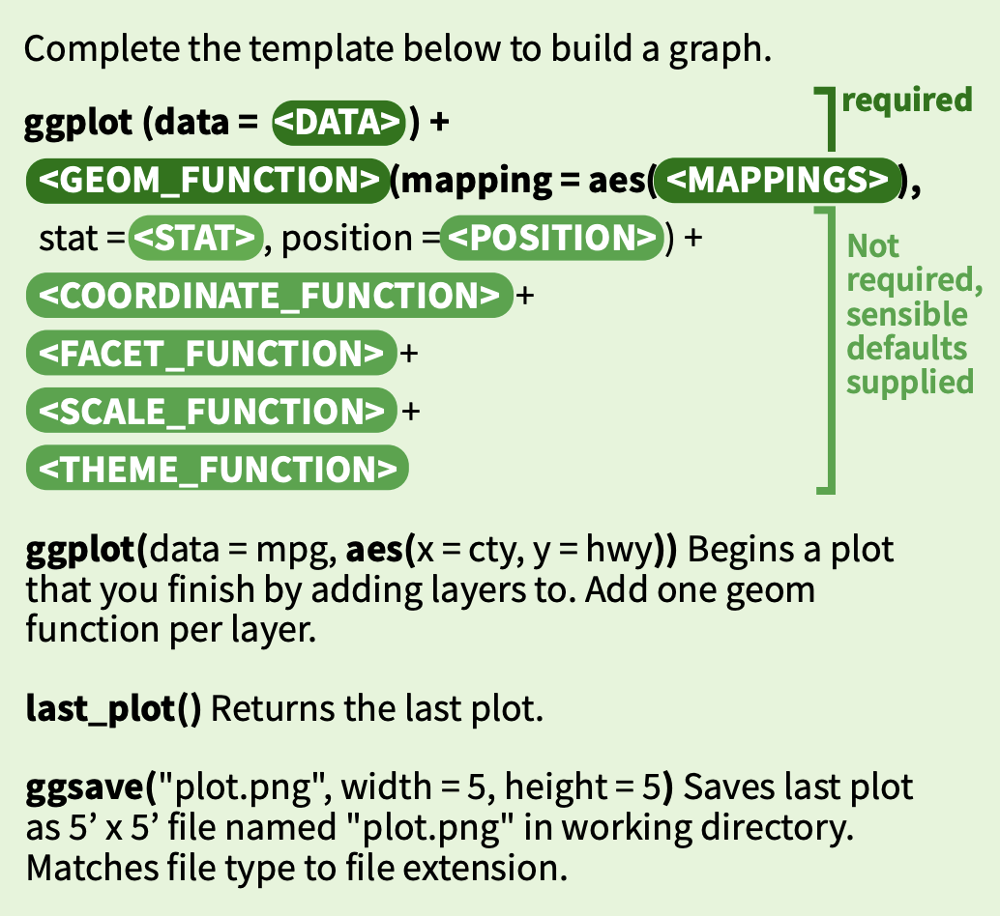 Complete the template below to build a graph.
required
ggplot (data = <DATA>) +
<GEOM_FUNCTION>(mapping = aes(<MAPPINGS>),
stat = <STAT>, position = <POSITION>) +
<COORDINATE_FUNCTION> +
<FACET_FUNCTION> +
<SCALE_FUNCTION> +
<THEME_FUNCTION>
Not
required,
sensible
defaults
supplied
ggplot(data = mpg, aes(x = cty, y = hwy)) Begins a plot
that you finish by adding layers to. Add one geom
function per layer.
last_plot() Returns the last plot.
ggsave("plot.png", width = 5, height = 5) Saves last plot
as 5’ x 5’ file named "plot.png" in working directory.
Matches file type to file extension.